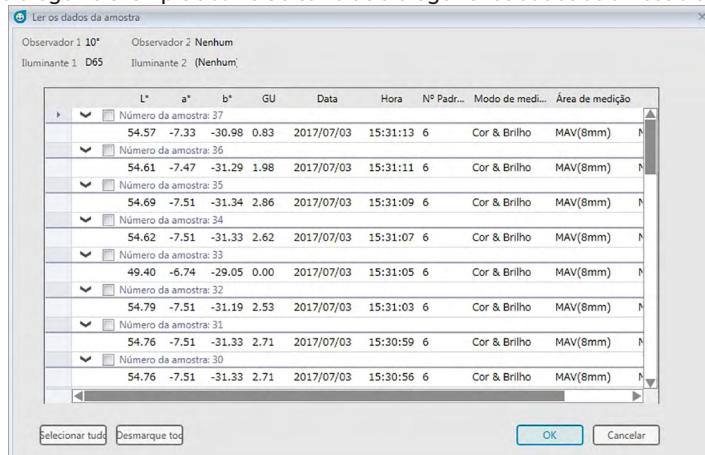 Ler os dados da amostra
Observador 1 10° Observador 2 Nenhum
Iluminante 1 D65 Iluminante 2 (Nenhum)
L* a* b* GU Data Hora Nº Padr... Modo de medi... Área de medição
Número da amostra: 37
54.57 -7.33 -30.98 0.83 2017/07/03 15:31:13 6 Cor & Brilho MAV(8mm)
Número da amostra: 36
54.61 -7.47 -31.29 1.98 2017/07/03 15:31:11 6 Cor & Brilho MAV(8mm)
Número da amostra: 35
54.69 -7.51 -31.34 2.86 2017/07/03 15:31:09 6 Cor & Brilho MAV(8mm)
Número da amostra: 34
54.62 -7.51 -31.33 2.62 2017/07/03 15:31:07 6 Cor & Brilho MAV(8mm)
Número da amostra: 33
49.40 -6.74 -29.05 0.00 2017/07/03 15:31:05 6 Cor & Brilho MAV(8mm)
Número da amostra: 32
54.79 -7.51 -31.19 2.53 2017/07/03 15:31:03 6 Cor & Brilho MAV(8mm)
Número da amostra: 31
54.76 -7.51 -31.33 2.71 2017/07/03 15:30:59 6 Cor & Brilho MAV(8mm)
Número da amostra: 30
54.76 -7.51 -31.33 2.71 2017/07/03 15:30:56 6 Cor & Brilho MAV(8mm)
Selecionar tudo Desmarque tod OK Cancelar